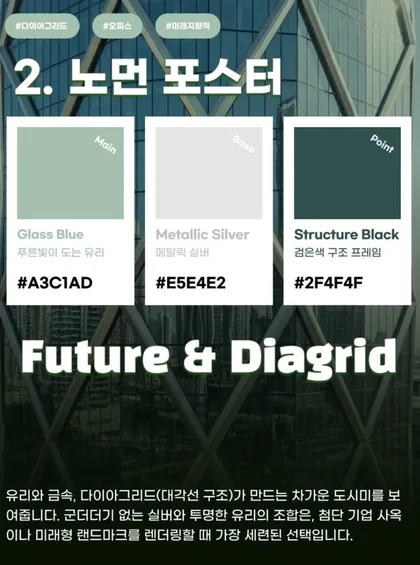 #다이아그리드 #오피스 #미래지향적
2. 노먼 포스터
Main
Base
Point
Glass Blue
푸른빛이 도는 유리
#A3C1AD
Metallic Silver
메탈릭 실버
#E5E4E2
Structure Black
검은색 구조 프레임
#2F4F4F
Future & Diagrid
유리와 금속, 다이아그리드(대각선 구조)가 만드는 차가운 도시미를 보
여줍니다. 군더더기 없는 실버와 투명한 유리의 조합은, 첨단 기업 사옥
이나 미래형 랜드마크를 렌더링할 때 가장 세련된 선택입니다.